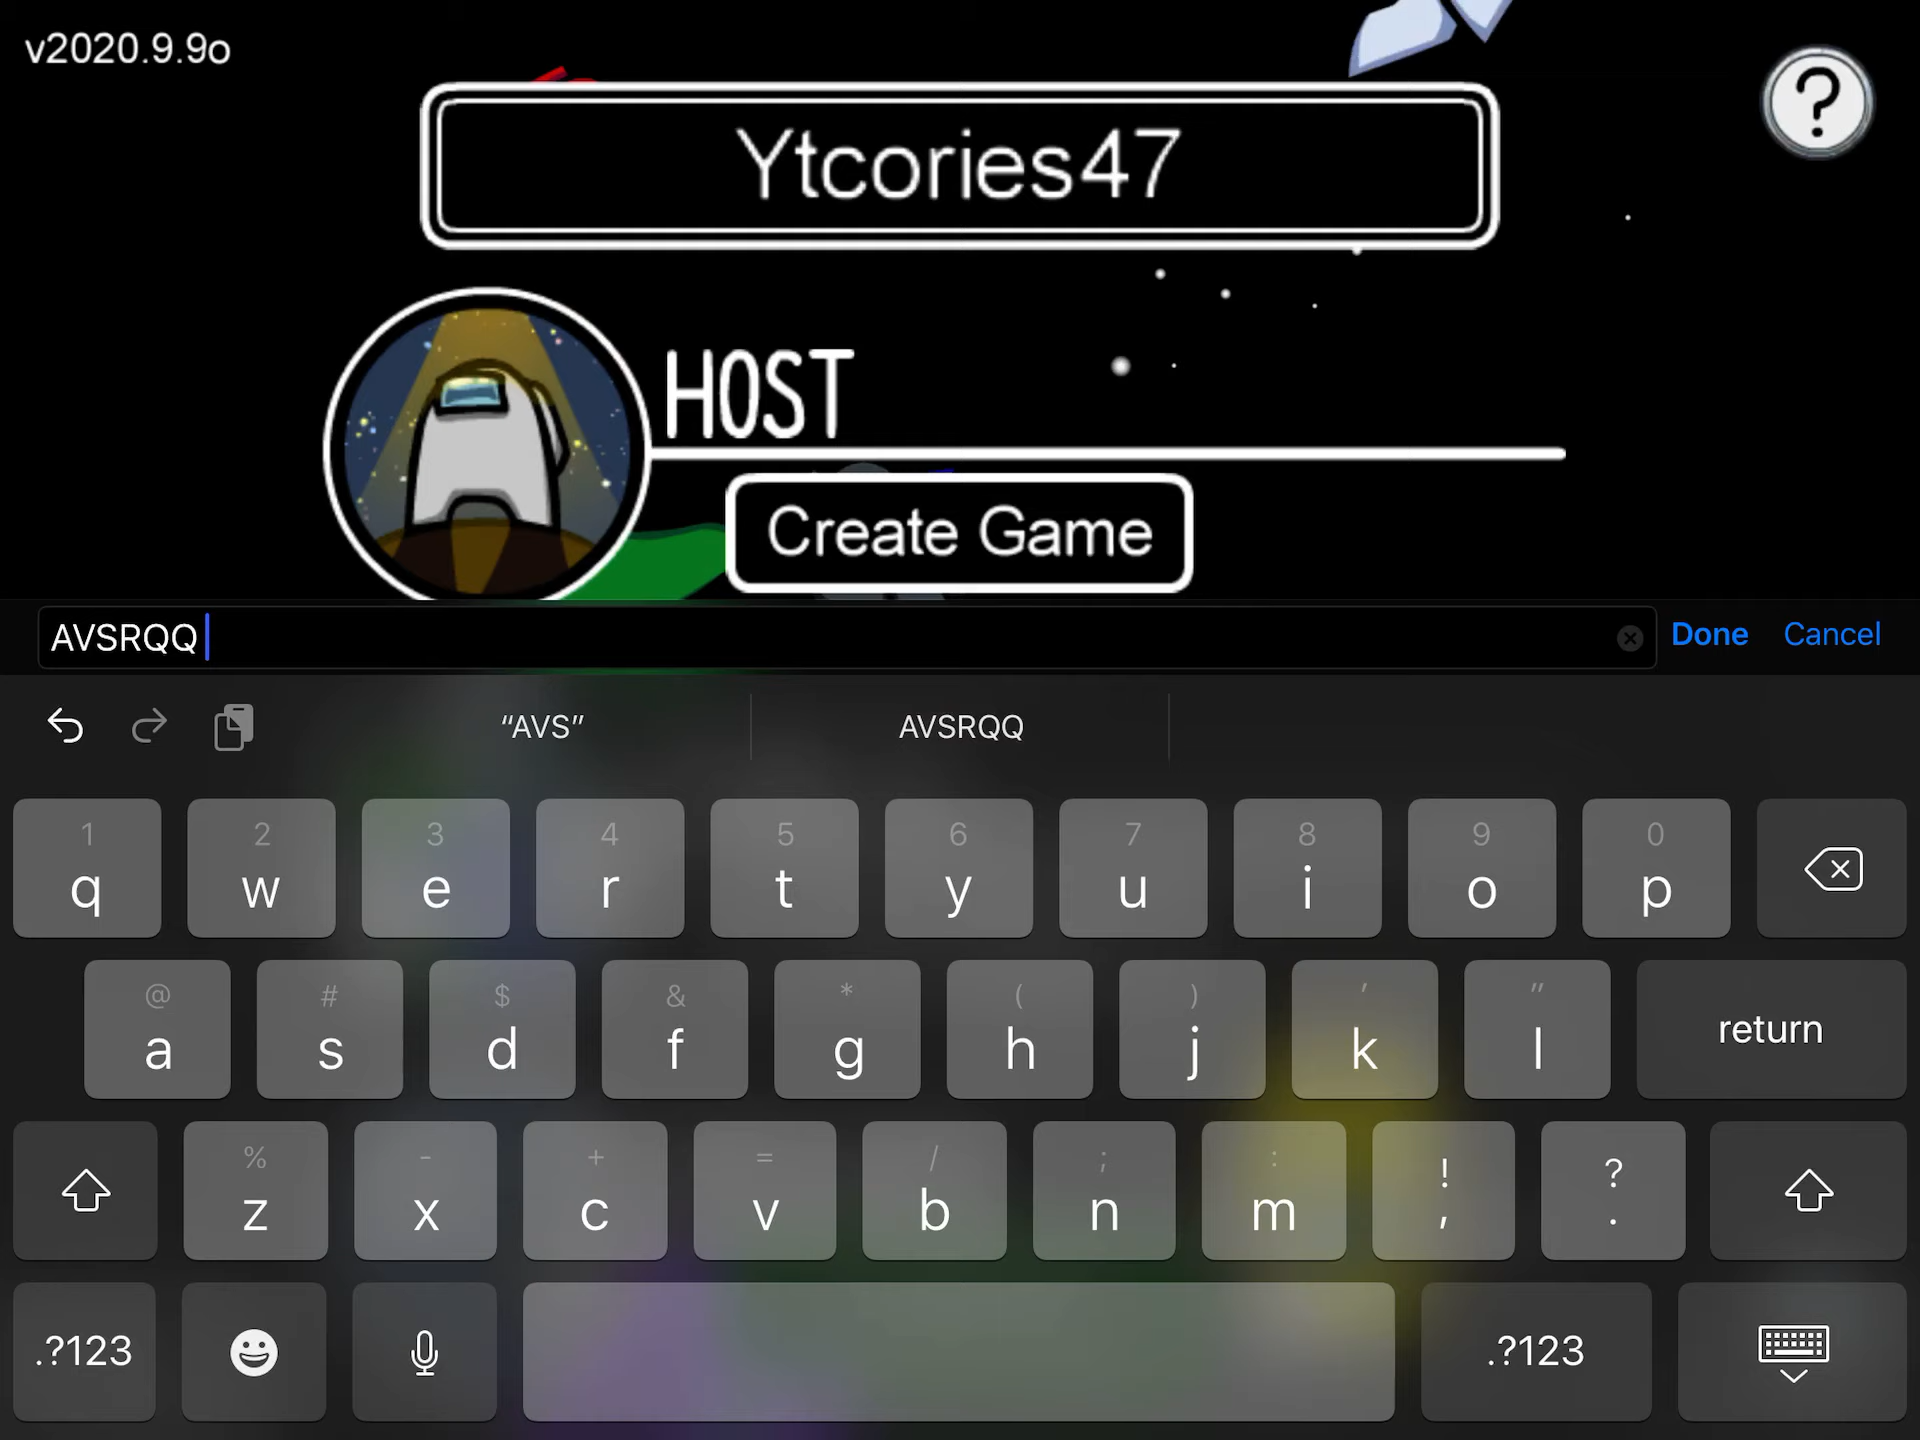 v2020.9.9o
Ytcories47
?
HOST
Create Game
AVSRQQ
Done Cancel
“AVS” AVSRQQ
1 2 3 4 5 6 7 8 9 0
q w e r t y u i o p
@ # $ & * ( ) ' "
a s d f g h j k l return
% - + = / ; : ! ?
z x c v b n m , .
.?123 .?123